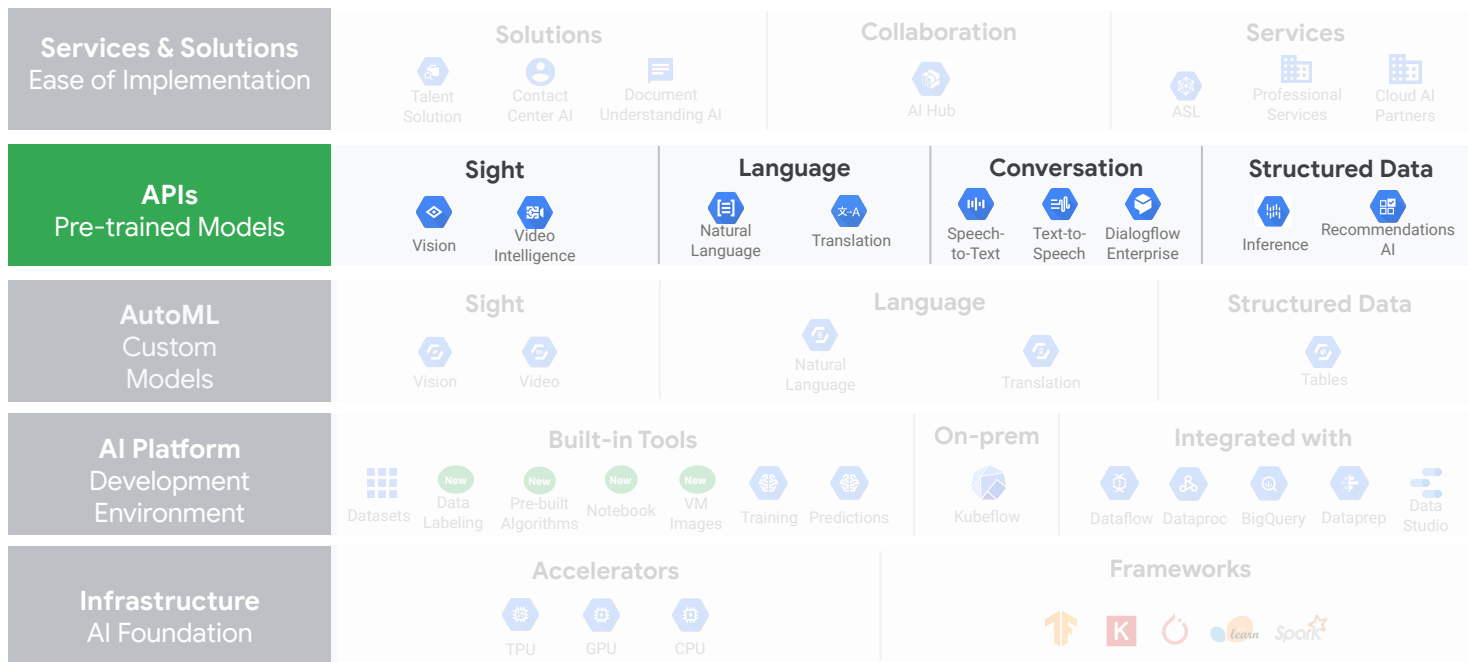 Services & Solutions
Ease of Implementation
Solutions
Talent
Solution
Contact
Center AI
Document
Understanding AI
Collaboration
AI Hub
Services
ASL
Professional
Services
Cloud AI
Partners
APIs
Pre-trained Models
Sight
Vision
Video
Intelligence
Language
Natural
Language
文→A
Translation
Conversation
Speech-
to-Text
Text-to-
Speech
Dialogflow
Enterprise
Structured Data
Inference
Recommendations
AI
AutoML
Custom
Models
Sight
Vision
Video
Language
Natural
Language
Translation
Structured Data
Tables
AI Platform
Development
Environment
Built-in Tools
Datasets
New
Data
Labeling
New
Pre-built
Algorithms
New
Notebook
New
VM
Images
Training
Predictions
On-prem
Kubeflow
Integrated with
Dataflow
Dataproc
BigQuery
Dataprep
Data
Studio
Infrastructure
AI Foundation
Accelerators
TPU
GPU
CPU
Frameworks
K
learn
Spark